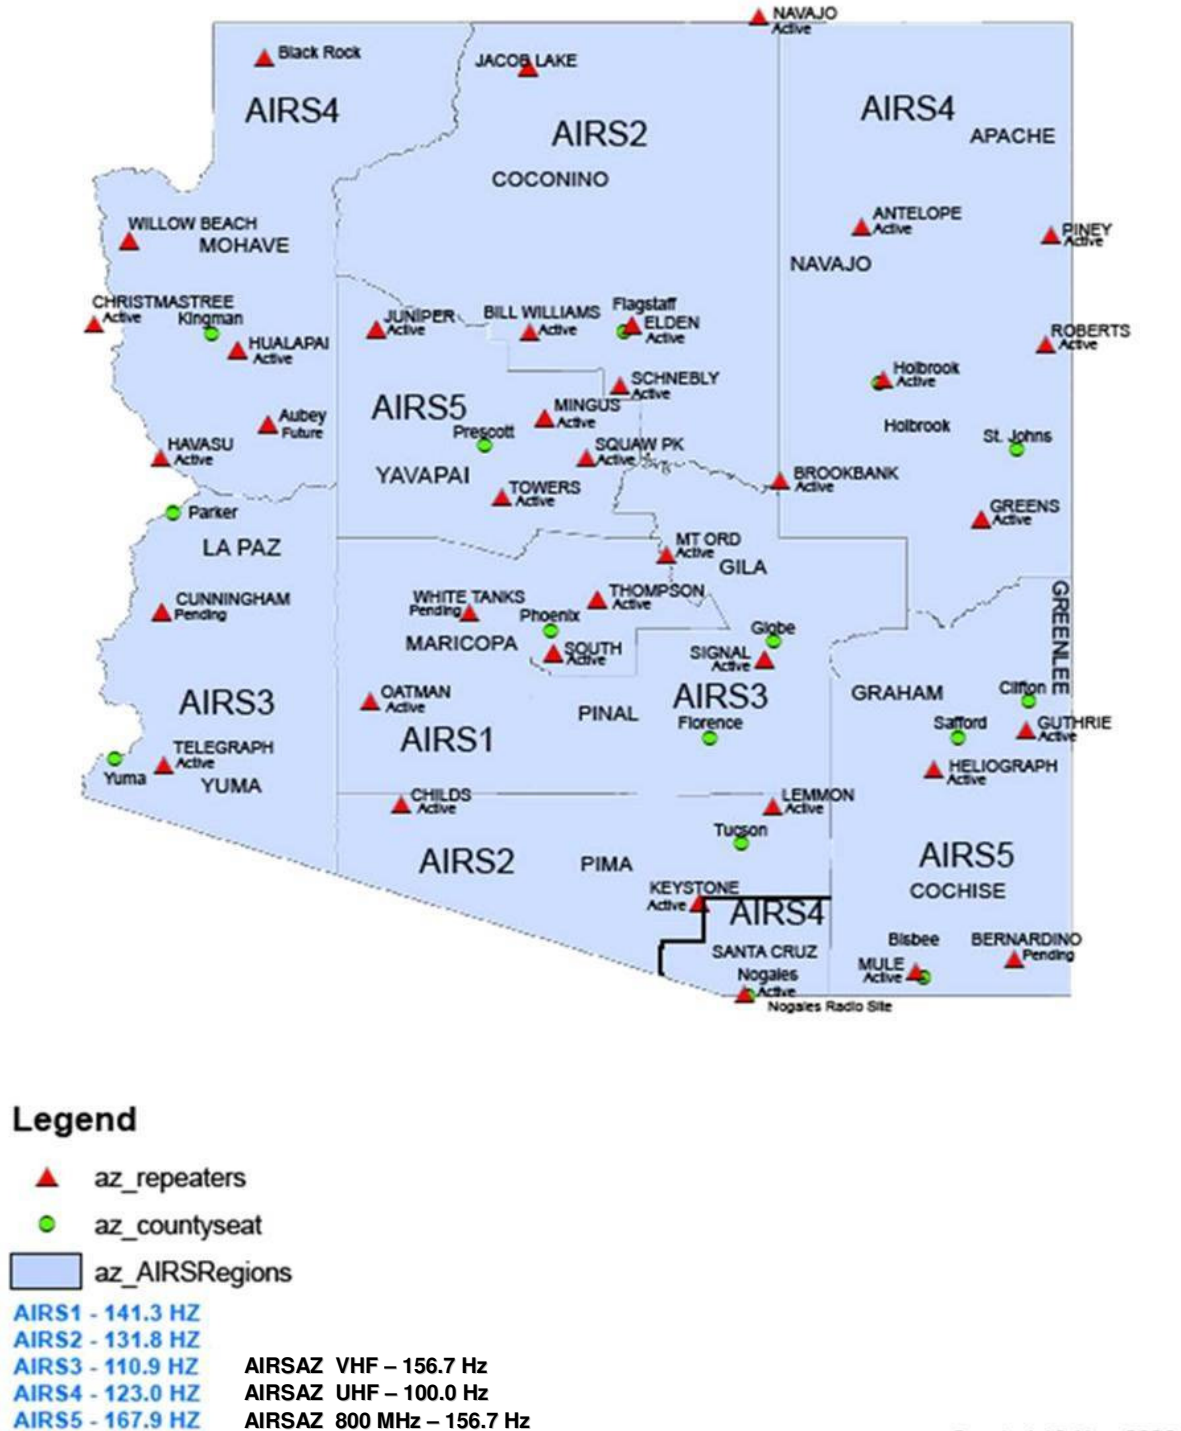 NAVAJO
Active
Black Rock
JACOB LAKE
AIRS4
AIRS2
AIRS4
APACHE
COCONINO
WILLOW BEACH
MOHAVE
ANTELOPE
Active
PINEY
Active
NAVAJO
CHRISTMASTREE
Active
Kingman
HUALAPAI
Active
JUNIPER
Active
BILL WILLIAMS
Active
Flagstaff
ELDEN
Active
ROBERTS
Active
SCHNEBLY
Active
Holbrook
Active
Holbrook
St. Johns
Aubey
Future
AIRS5
MINGUS
Active
Prescott
HAVASU
Active
SQUAW PK
Active
YAVAPAI
TOWERS
Active
BROOKBANK
Active
GREENS
Active
Parker
LA PAZ
MT ORD
Active
GILA
GREENLEE
CUNNINGHAM
Pending
WHITE TANKS
Pending
THOMPSON
Active
Phoenix
MARICOPA
SOUTH
Active
Globe
SIGNAL
Active
AIRS3
OATMAN
Active
AIRS1
PINAL
AIRS3
Florence
GRAHAM
Clifton
Safford
GUTHRIE
Active
TELEGRAPH
Active
Yuma
YUMA
HELIOGRAPH
Active
CHILDS
Active
LEMMON
Active
Tucson
AIRS2
PIMA
AIRS5
COCHISE
KEYSTONE
Active
AIRS4
SANTA CRUZ
Nogales
Active
Nogales Radio Site
Bisbee
MULE
Active
BERNARDINO
Pending
Legend
az_repeaters
az_countyseat
az_AIRSRegions
AIRS1 - 141.3 HZ
AIRS2 - 131.8 HZ
AIRS3 - 110.9 HZ
AIRS4 - 123.0 HZ
AIRS5 - 167.9 HZ
AIRSAZ VHF – 156.7 Hz
AIRSAZ UHF – 100.0 Hz
AIRSAZ 800 MHz – 156.7 Hz